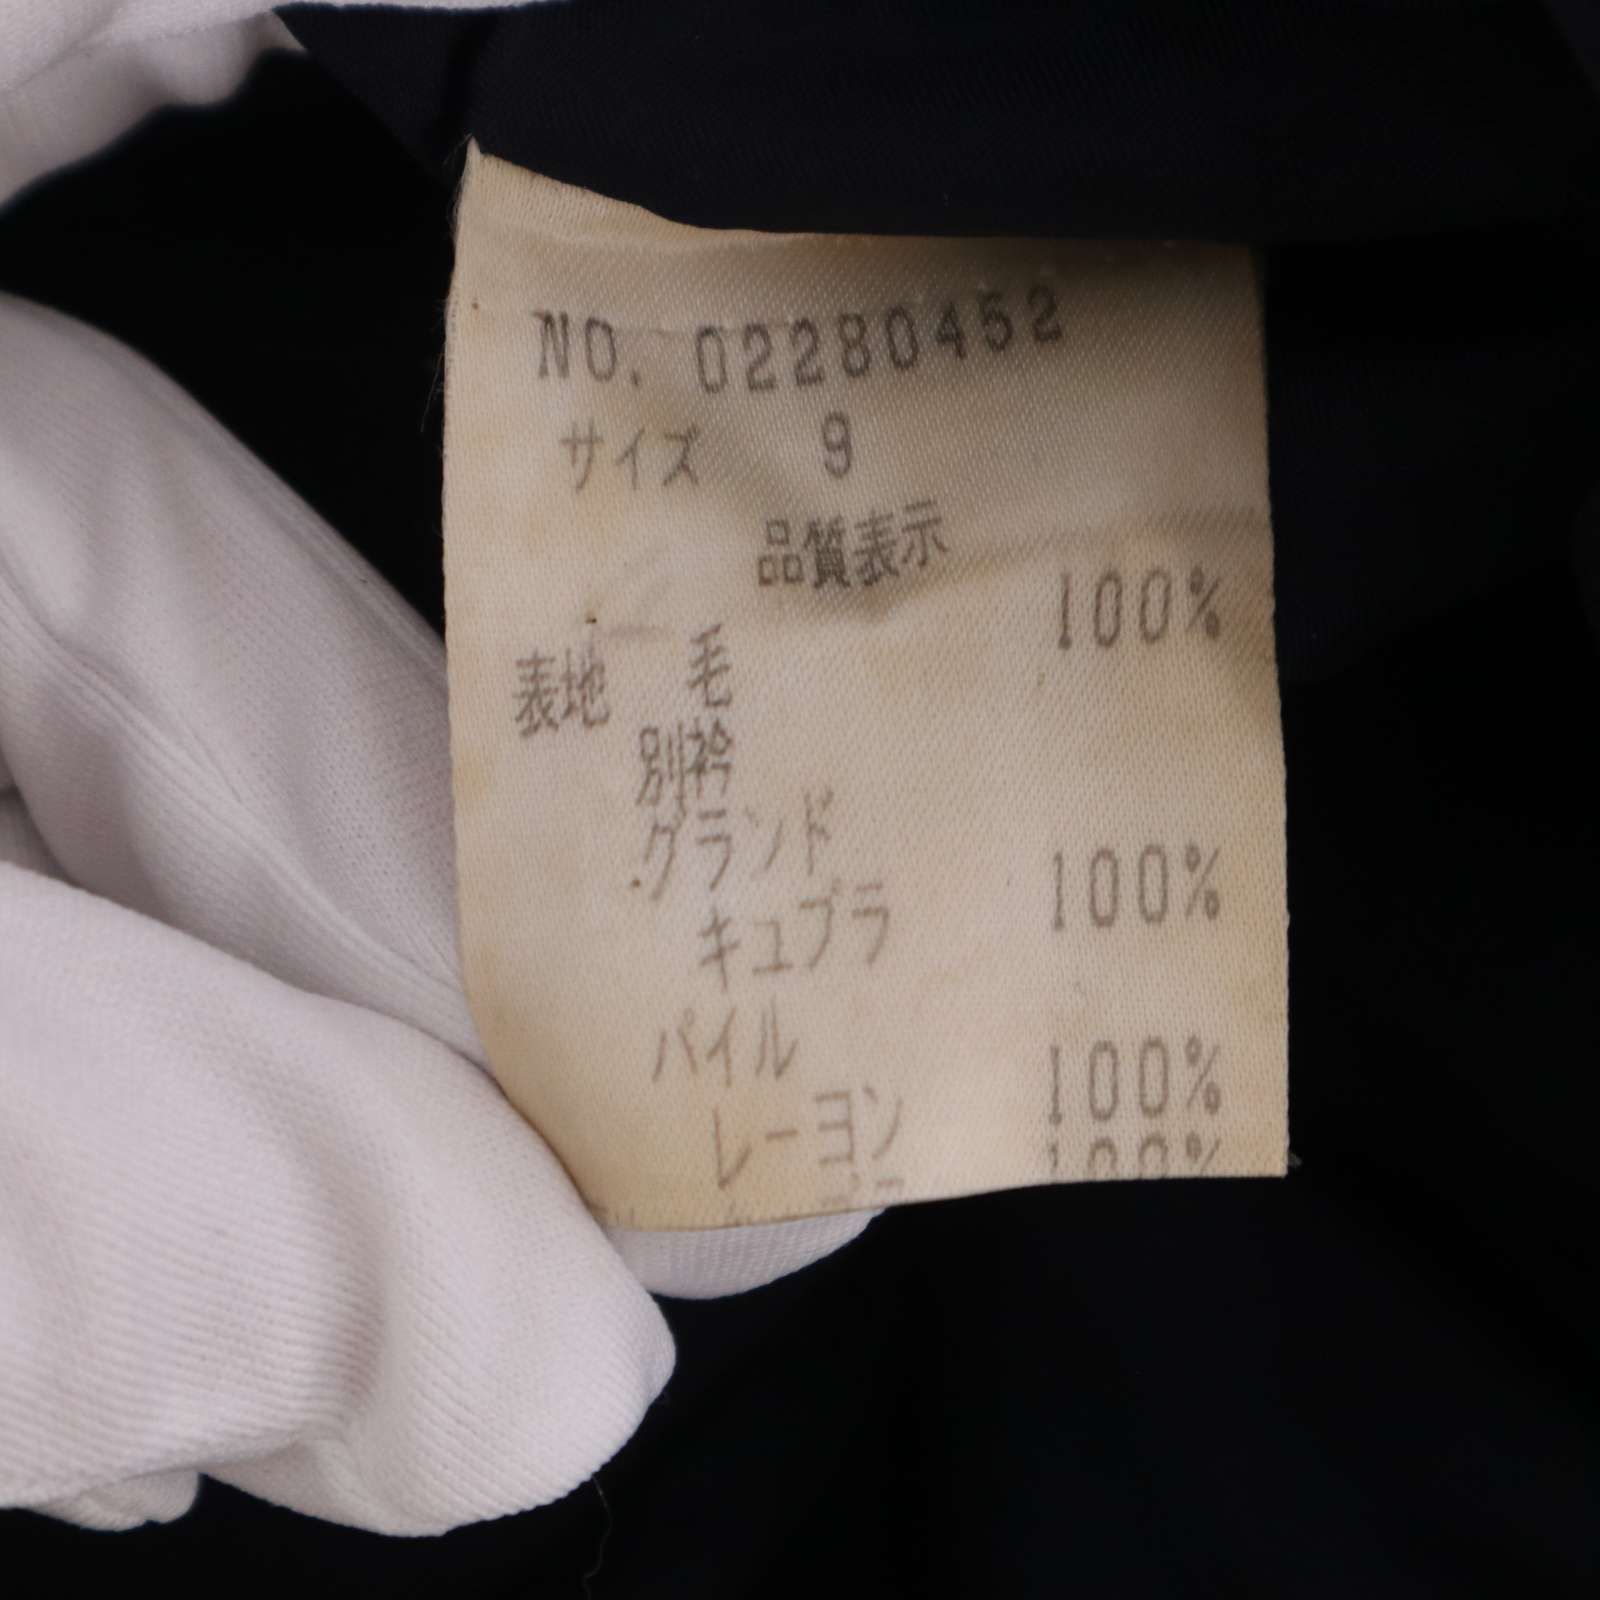 NO. 02280452
サイズ 9
品質表示
表地 毛 100%
別衿
グランド
キュプラ 100%
パイル
レーヨン 100%
100%